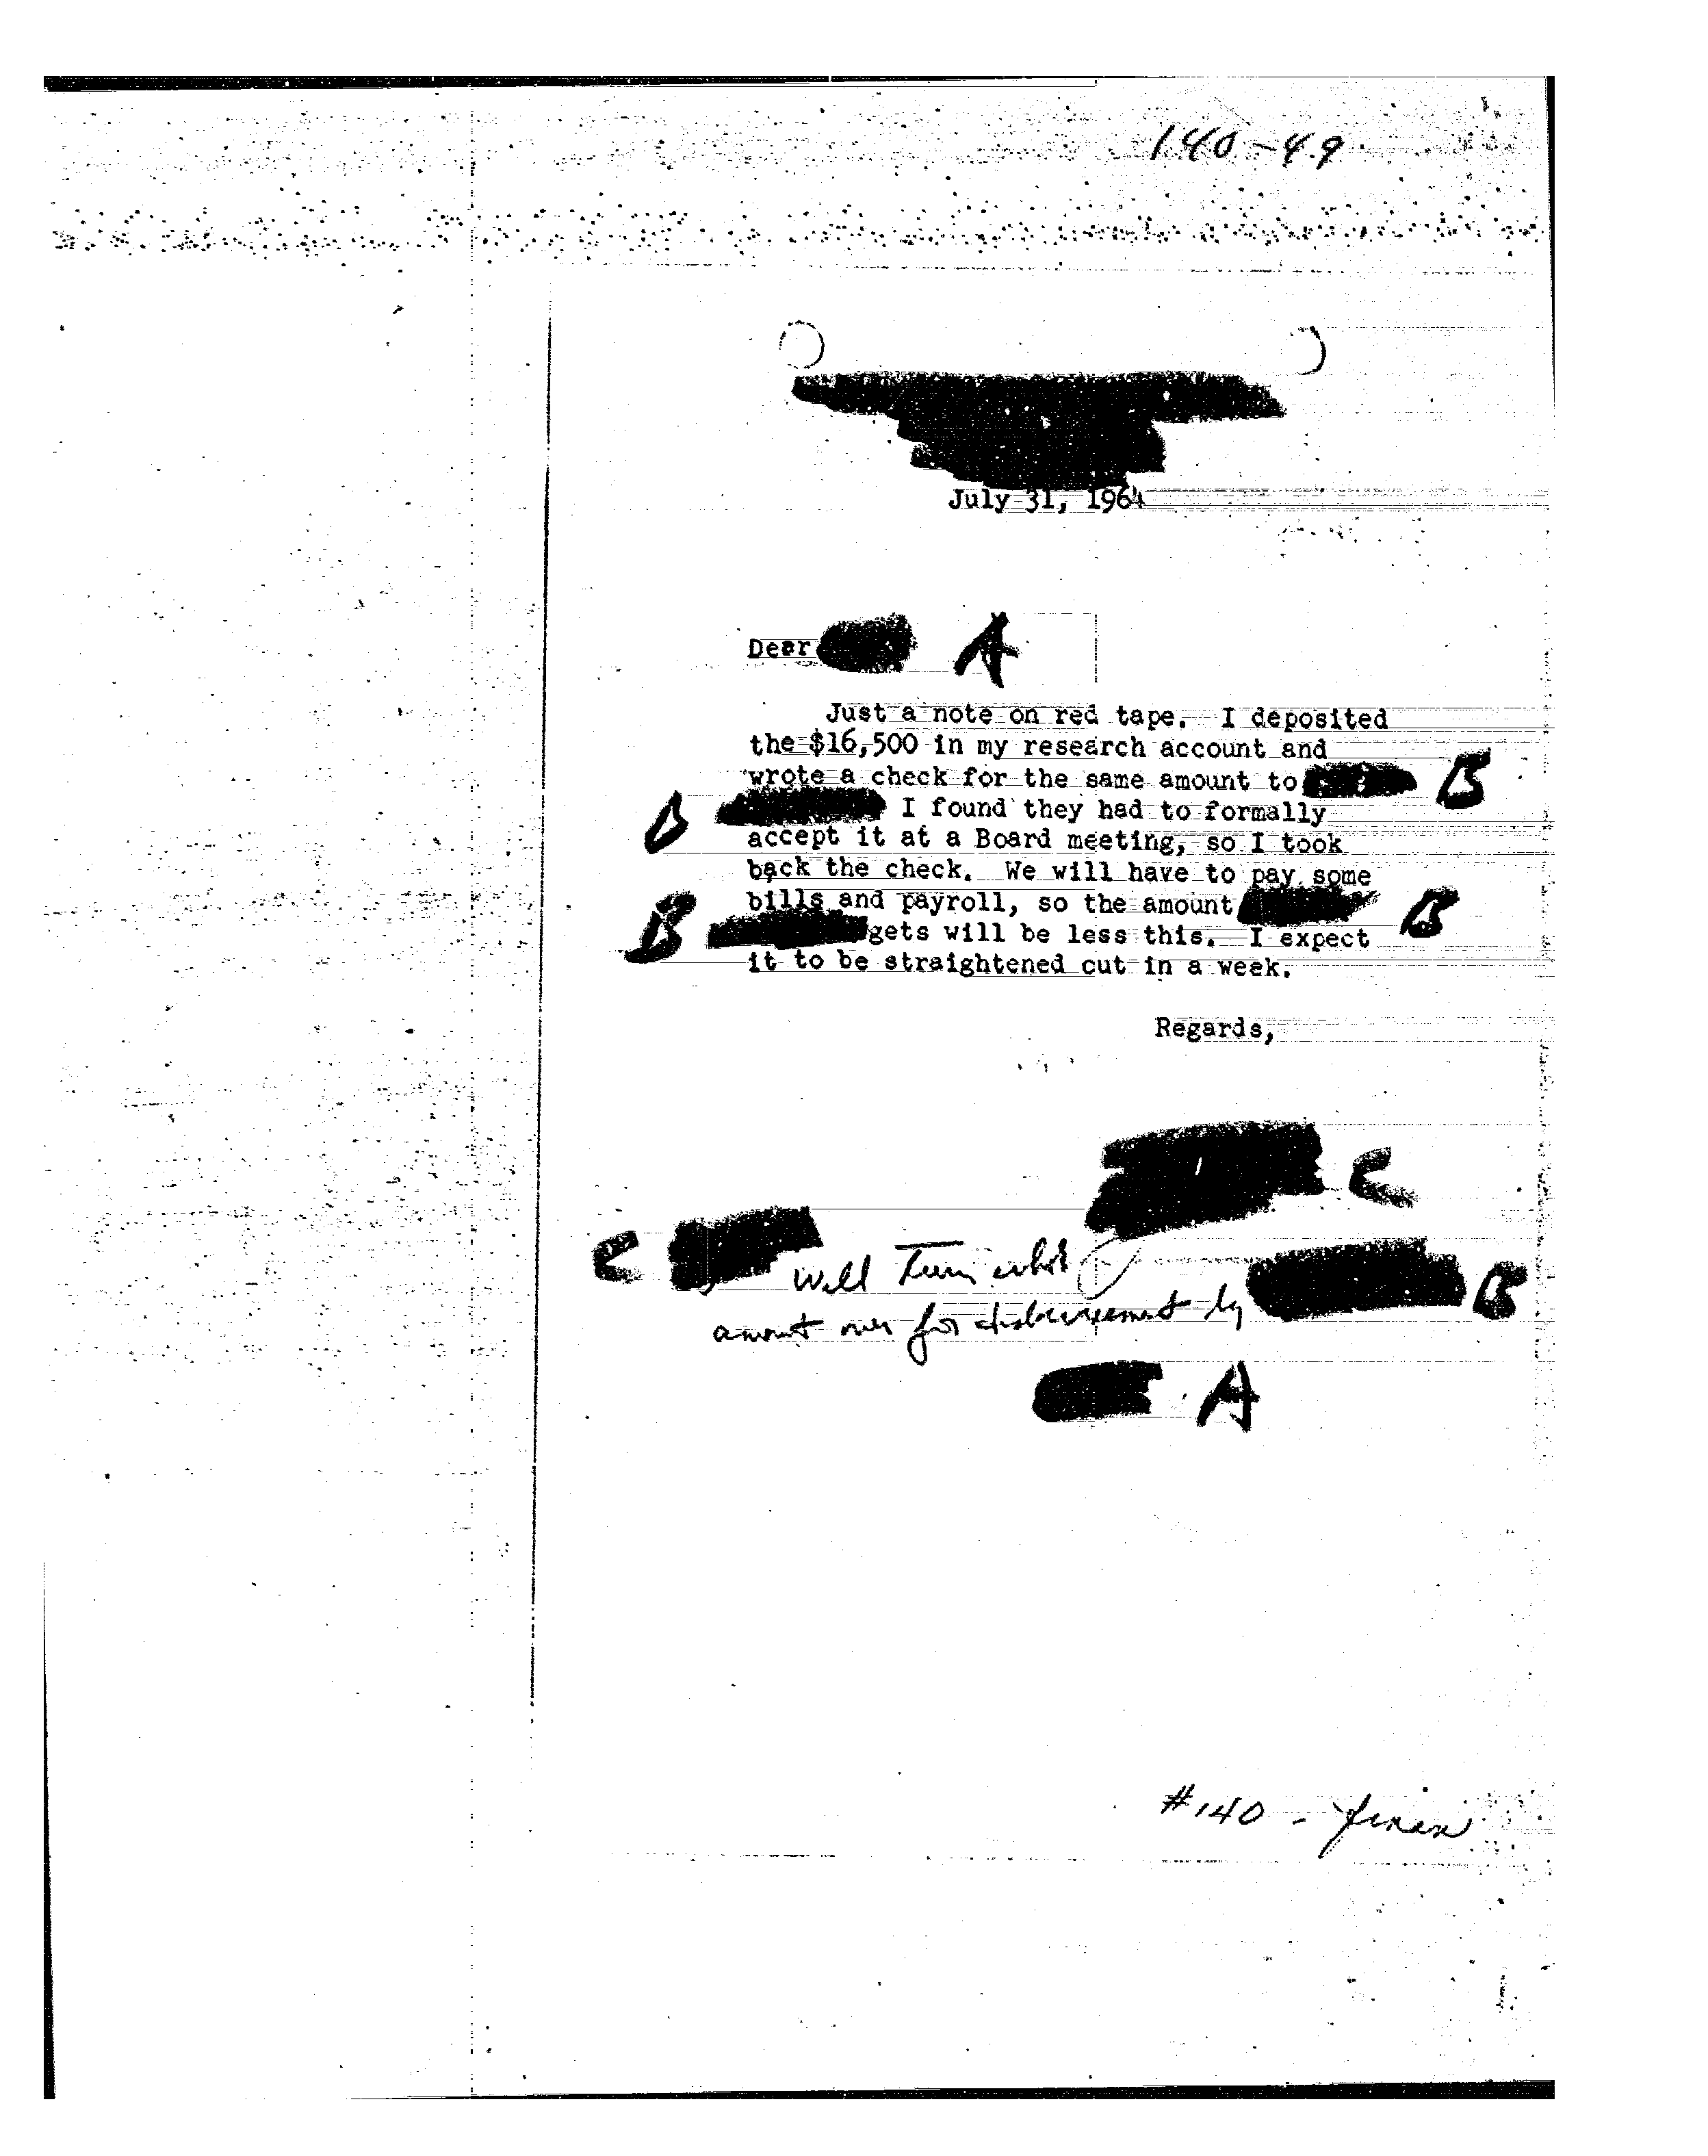 140-4.9
July 31, 1964
Dear A
Just a note on red tape. I deposited
the $16,500 in my research account and
wrote a check for the same amount to B
B I found they had to formally
accept it at a Board meeting, so I took
back the check. We will have to pay some
bills and payroll, so the amount B
B gets will be less this. I expect
it to be straightened out in a week.
Regards,
C
C will Turn
amount over for disbursement by B
A
#140 - finan